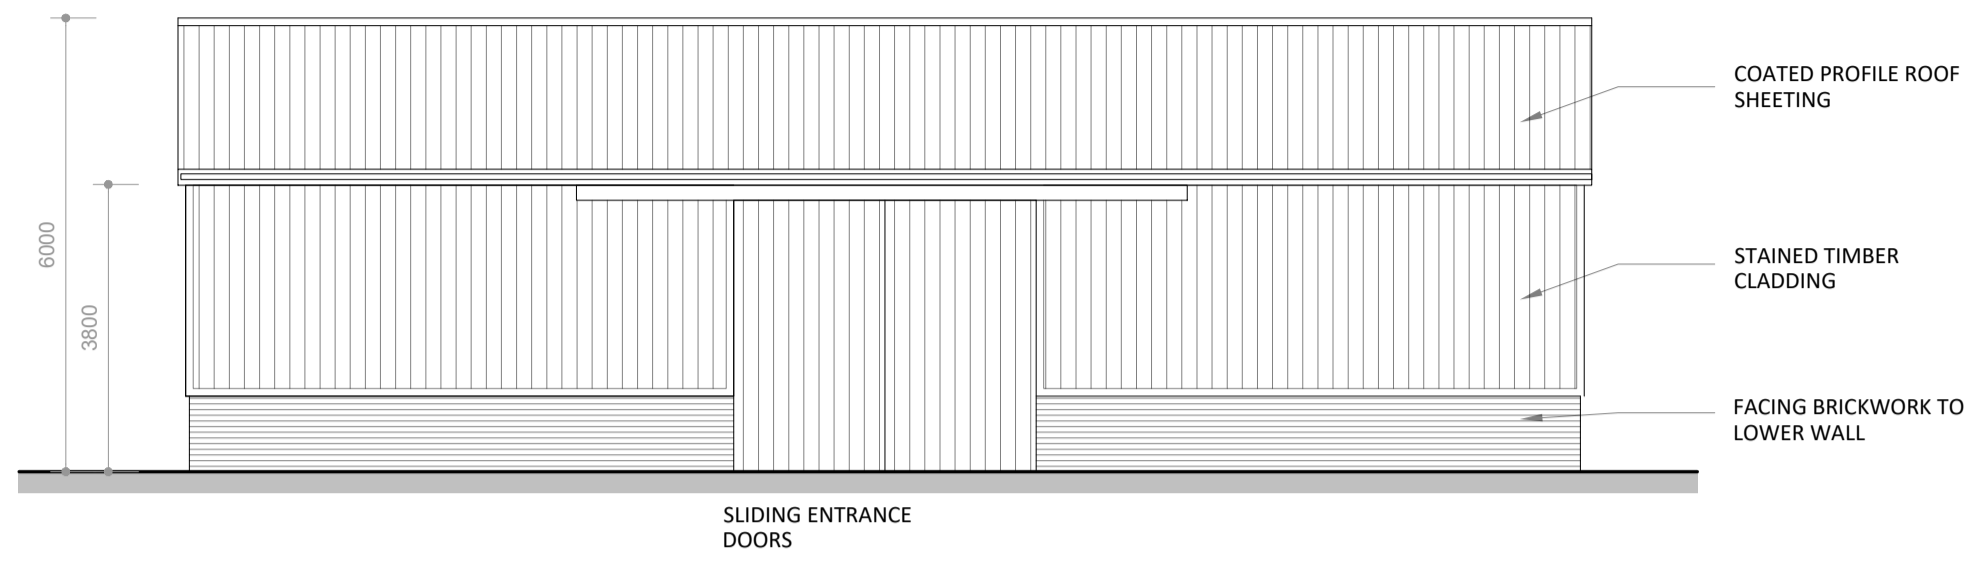 6000
3800
COATED PROFILE ROOF
SHEETING
STAINED TIMBER
CLADDING
FACING BRICKWORK TO
LOWER WALL
SLIDING ENTRANCE
DOORS